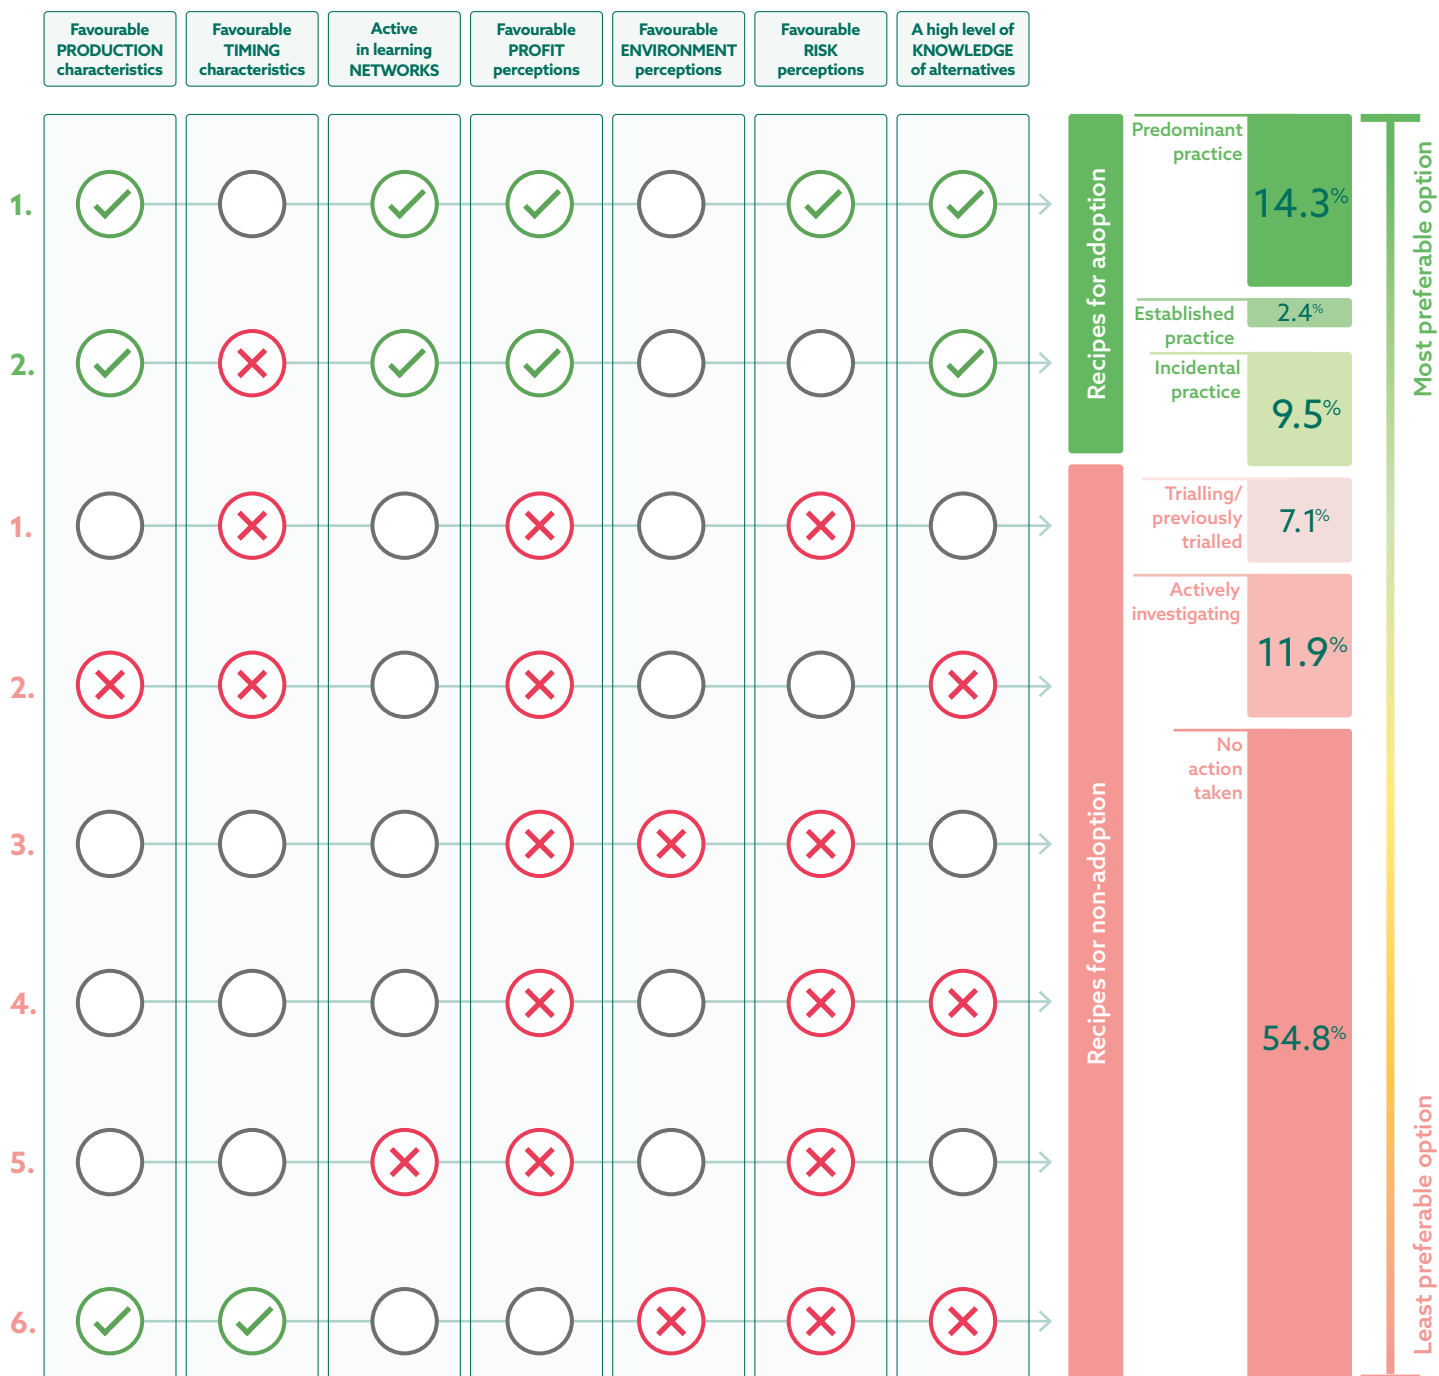 Favourable
PRODUCTION
characteristics
Favourable
TIMING
characteristics
Active
in learning
NETWORKS
Favourable
PROFIT
perceptions
Favourable
ENVIRONMENT
perceptions
Favourable
RISK
perceptions
A high level of
KNOWLEDGE
of alternatives
1.
2.
1.
2.
3.
4.
5.
6.
Recipes for adoption
Recipes for non-adoption
Predominant
practice
14.3%
Established
practice
2.4%
Incidental
practice
9.5%
Trialling/
previously
trialled
7.1%
Actively
investigating
11.9%
No
action
taken
54.8%
Most preferable option
Least preferable option